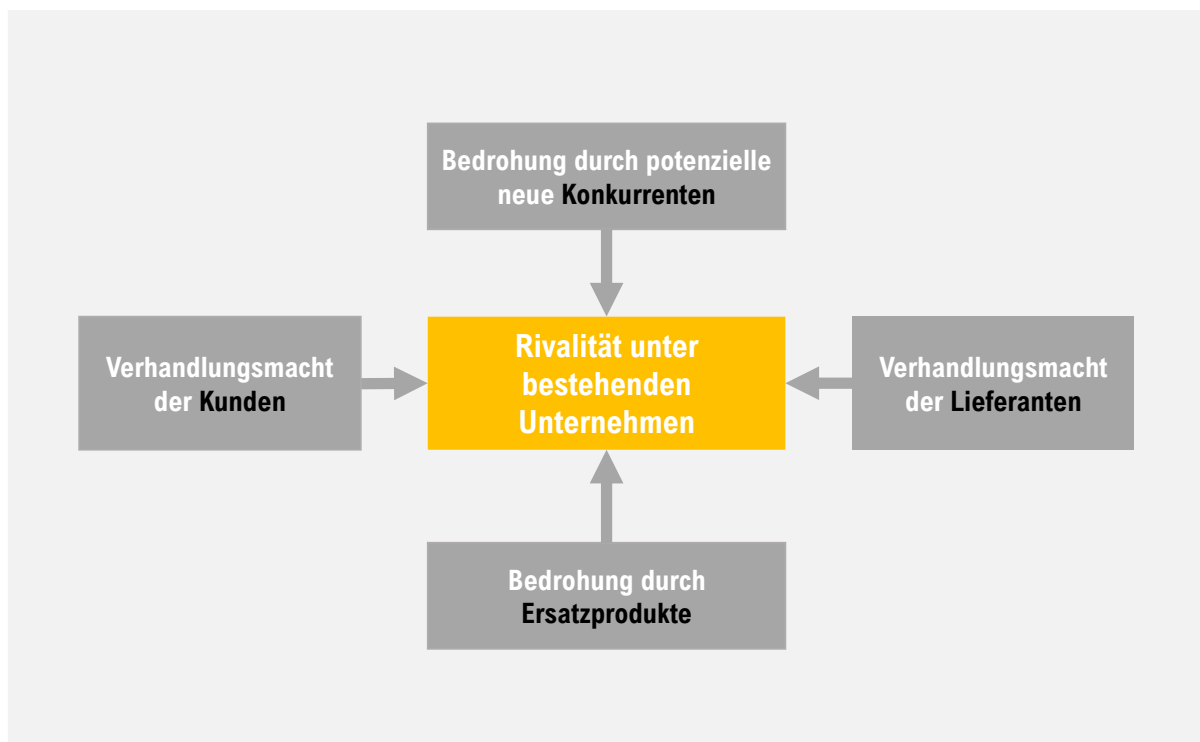 Bedrohung durch potenzielle
neue Konkurrenten
Verhandlungsmacht
der Kunden
Rivalität unter
bestehenden
Unternehmen
Verhandlungsmacht
der Lieferanten
Bedrohung durch
Ersatzprodukte